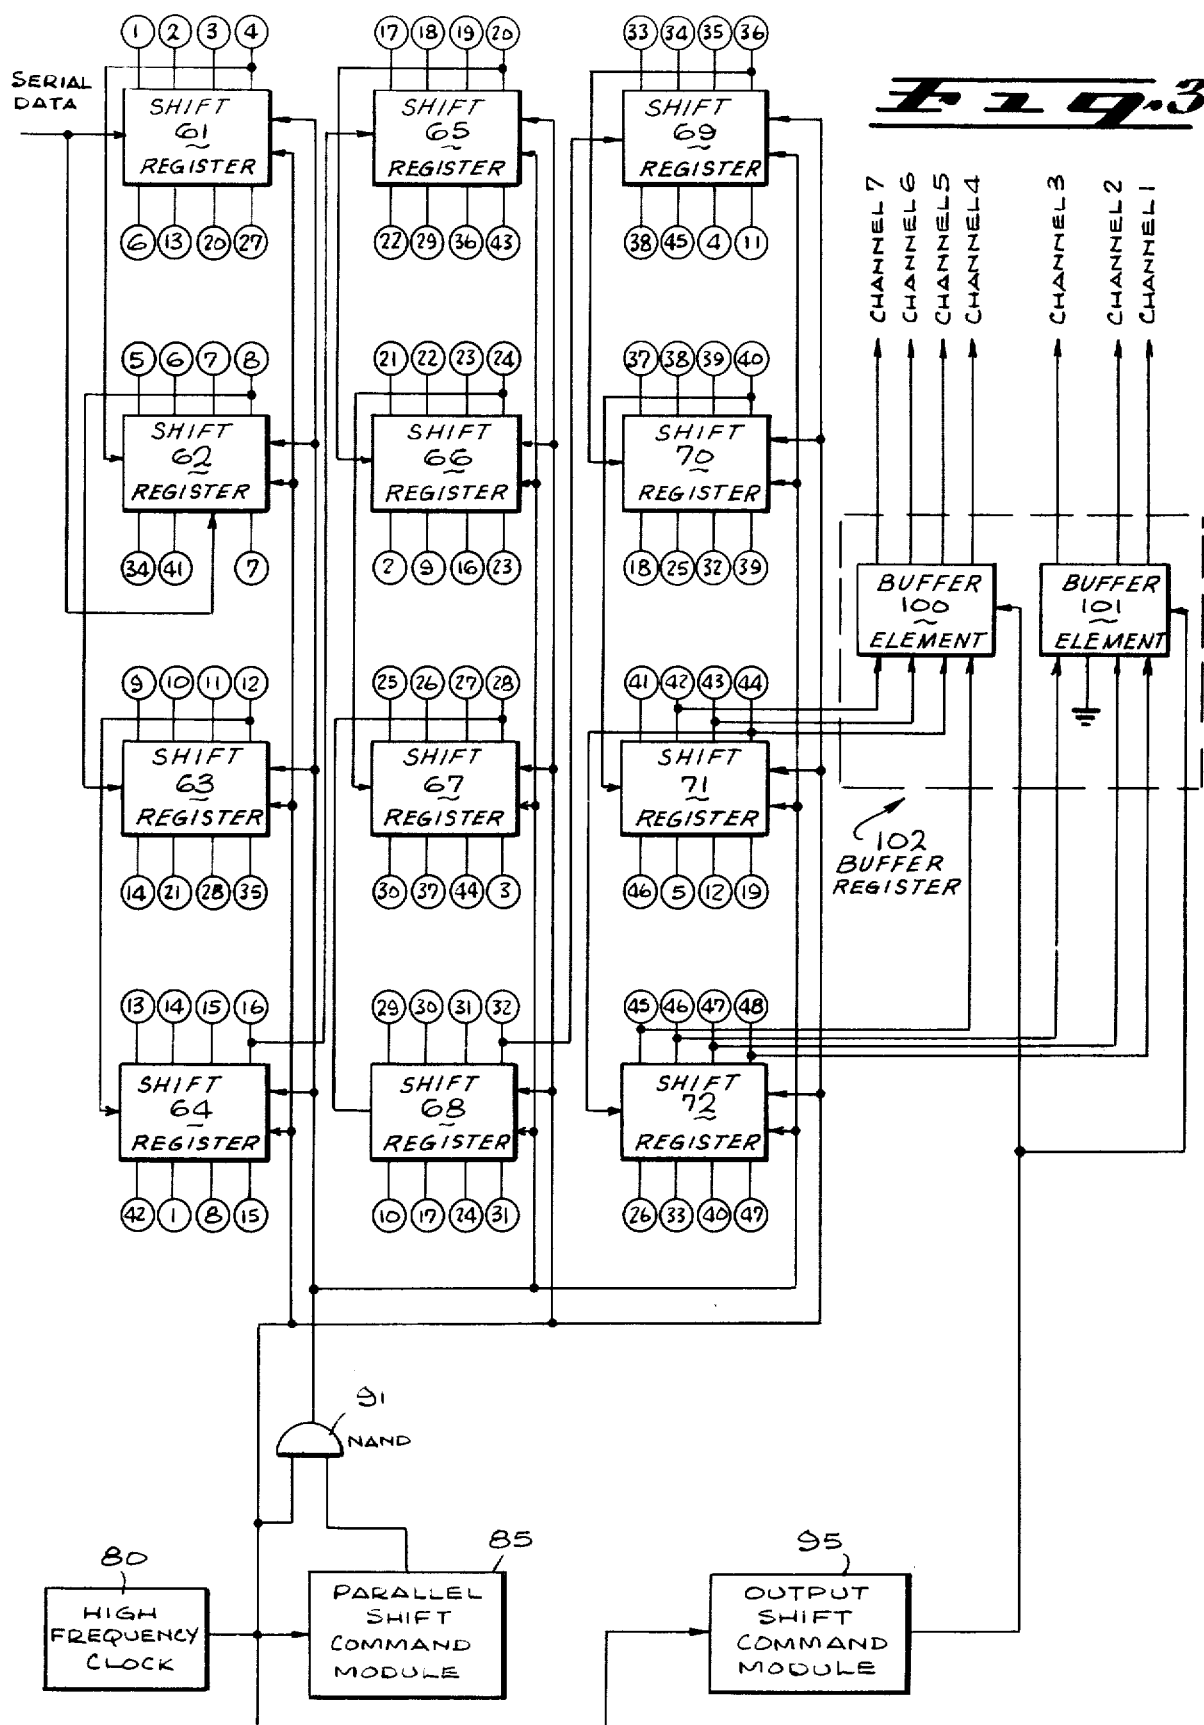 1 2 3 4 17 18 19 20 33 34 35 36
SERIAL
DATA
Fig. 3
SHIFT
61
REGISTER
SHIFT
65
REGISTER
SHIFT
69
REGISTER
6 13 20 27 22 29 36 43 38 45 4 11
CHANNEL 7
CHANNEL 6
CHANNEL 5
CHANNEL 4
CHANNEL 3
CHANNEL 2
CHANNEL 1
5 6 7 8 21 22 23 24 37 38 39 40
SHIFT
62
REGISTER
SHIFT
66
REGISTER
SHIFT
70
REGISTER
34 41 7 2 9 16 23 18 25 32 39
BUFFER
100
ELEMENT
BUFFER
101
ELEMENT
9 10 11 12 25 26 27 28 41 42 43 44
SHIFT
63
REGISTER
SHIFT
67
REGISTER
SHIFT
71
REGISTER
102
BUFFER
REGISTER
14 21 28 35 30 37 44 3 46 5 12 19
13 14 15 16 29 30 31 32 45 46 47 48
SHIFT
64
REGISTER
SHIFT
68
REGISTER
SHIFT
72
REGISTER
42 1 8 15 10 17 24 31 26 33 40 47
91
NAND
80
HIGH
FREQUENCY
CLOCK
85
PARALLEL
SHIFT
COMMAND
MODULE
95
OUTPUT
SHIFT
COMMAND
MODULE